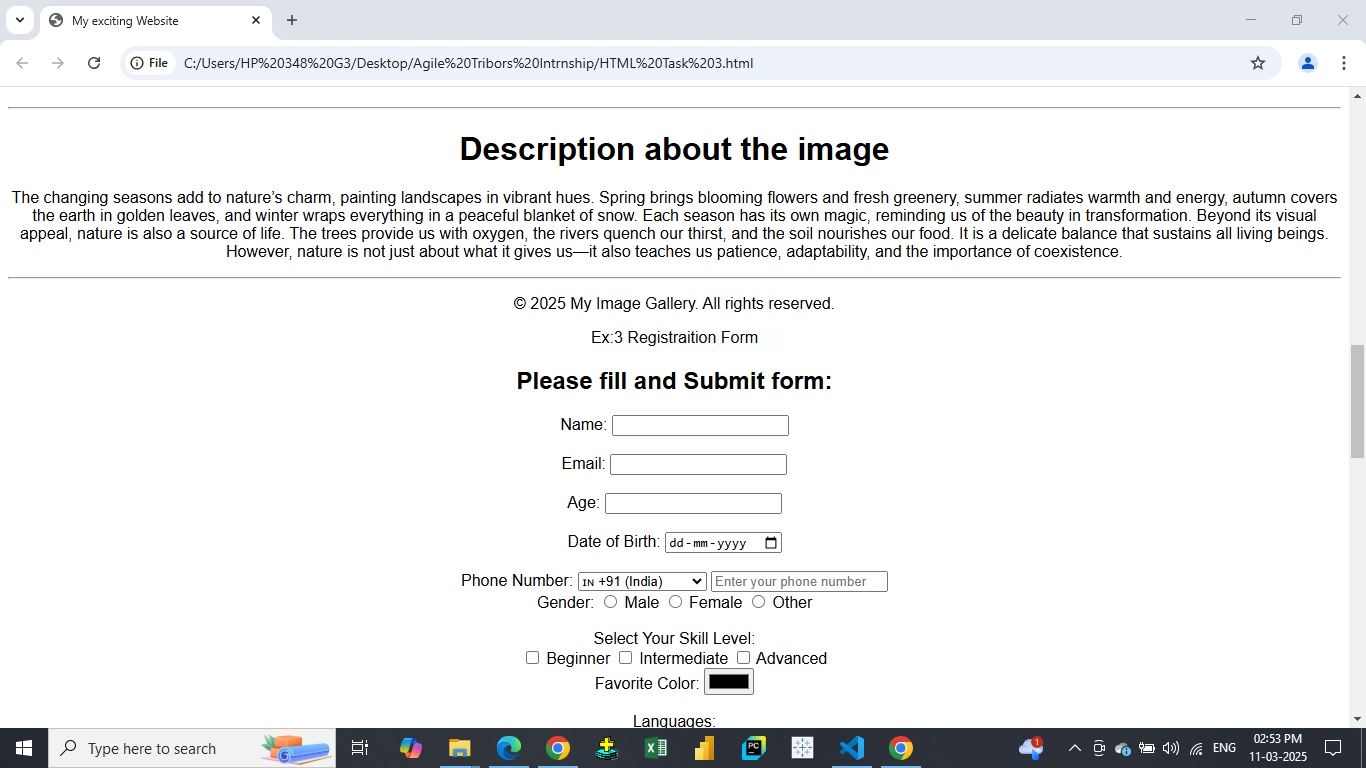 My exciting Website
File
C:/Users/HP%20348%20G3/Desktop/Agile%20Tribors%20Intrnship/HTML%20Task%203.html
Description about the image
The changing seasons add to nature’s charm, painting landscapes in vibrant hues. Spring brings blooming flowers and fresh greenery, summer radiates warmth and energy, autumn covers
the earth in golden leaves, and winter wraps everything in a peaceful blanket of snow. Each season has its own magic, reminding us of the beauty in transformation. Beyond its visual
appeal, nature is also a source of life. The trees provide us with oxygen, the rivers quench our thirst, and the soil nourishes our food. It is a delicate balance that sustains all living beings.
However, nature is not just about what it gives us—it also teaches us patience, adaptability, and the importance of coexistence.
© 2025 My Image Gallery. All rights reserved.
Ex:3 Registraition Form
Please fill and Submit form:
Name:
Email:
Age:
Date of Birth: dd-mm-yyyy
Phone Number: IN +91 (India) Enter your phone number
Gender: Male Female Other
Select Your Skill Level:
Beginner Intermediate Advanced
Favorite Color:
Languages:
Type here to search
PC
1
ENG
02:53 PM
11-03-2025